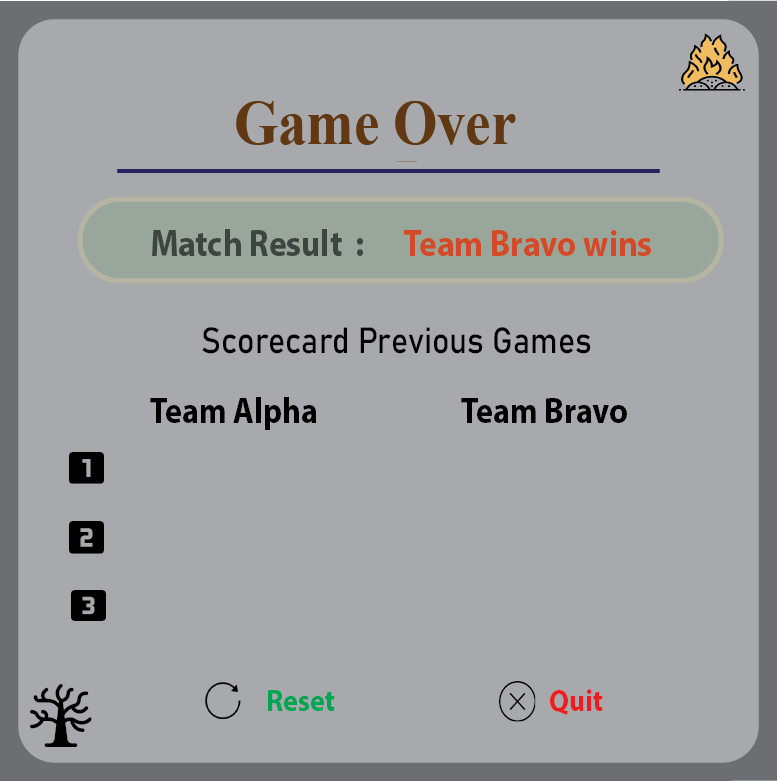 Game Over
Match Result : Team Bravo wins
Scorecard Previous Games
Team Alpha Team Bravo
1
2
3
Reset Quit